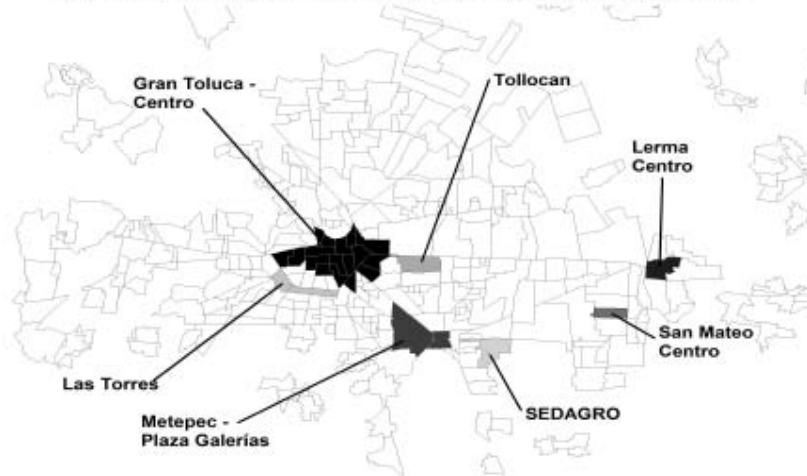 Gran Toluca -
Centro
Tollocan
Lerma
Centro
San Mateo
Centro
Las Torres
Metepec -
Plaza Galerías
SEDAGRO